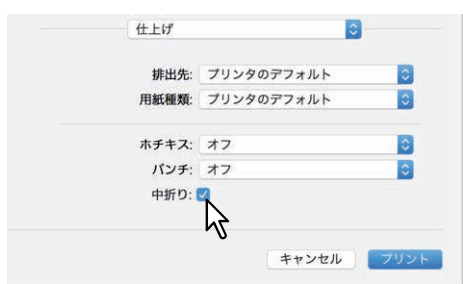 仕上げ
排出先: プリンタのデフォルト
用紙種類: プリンタのデフォルト
ホチキス: オフ
パンチ: オフ
中折り:
キャンセル プリント